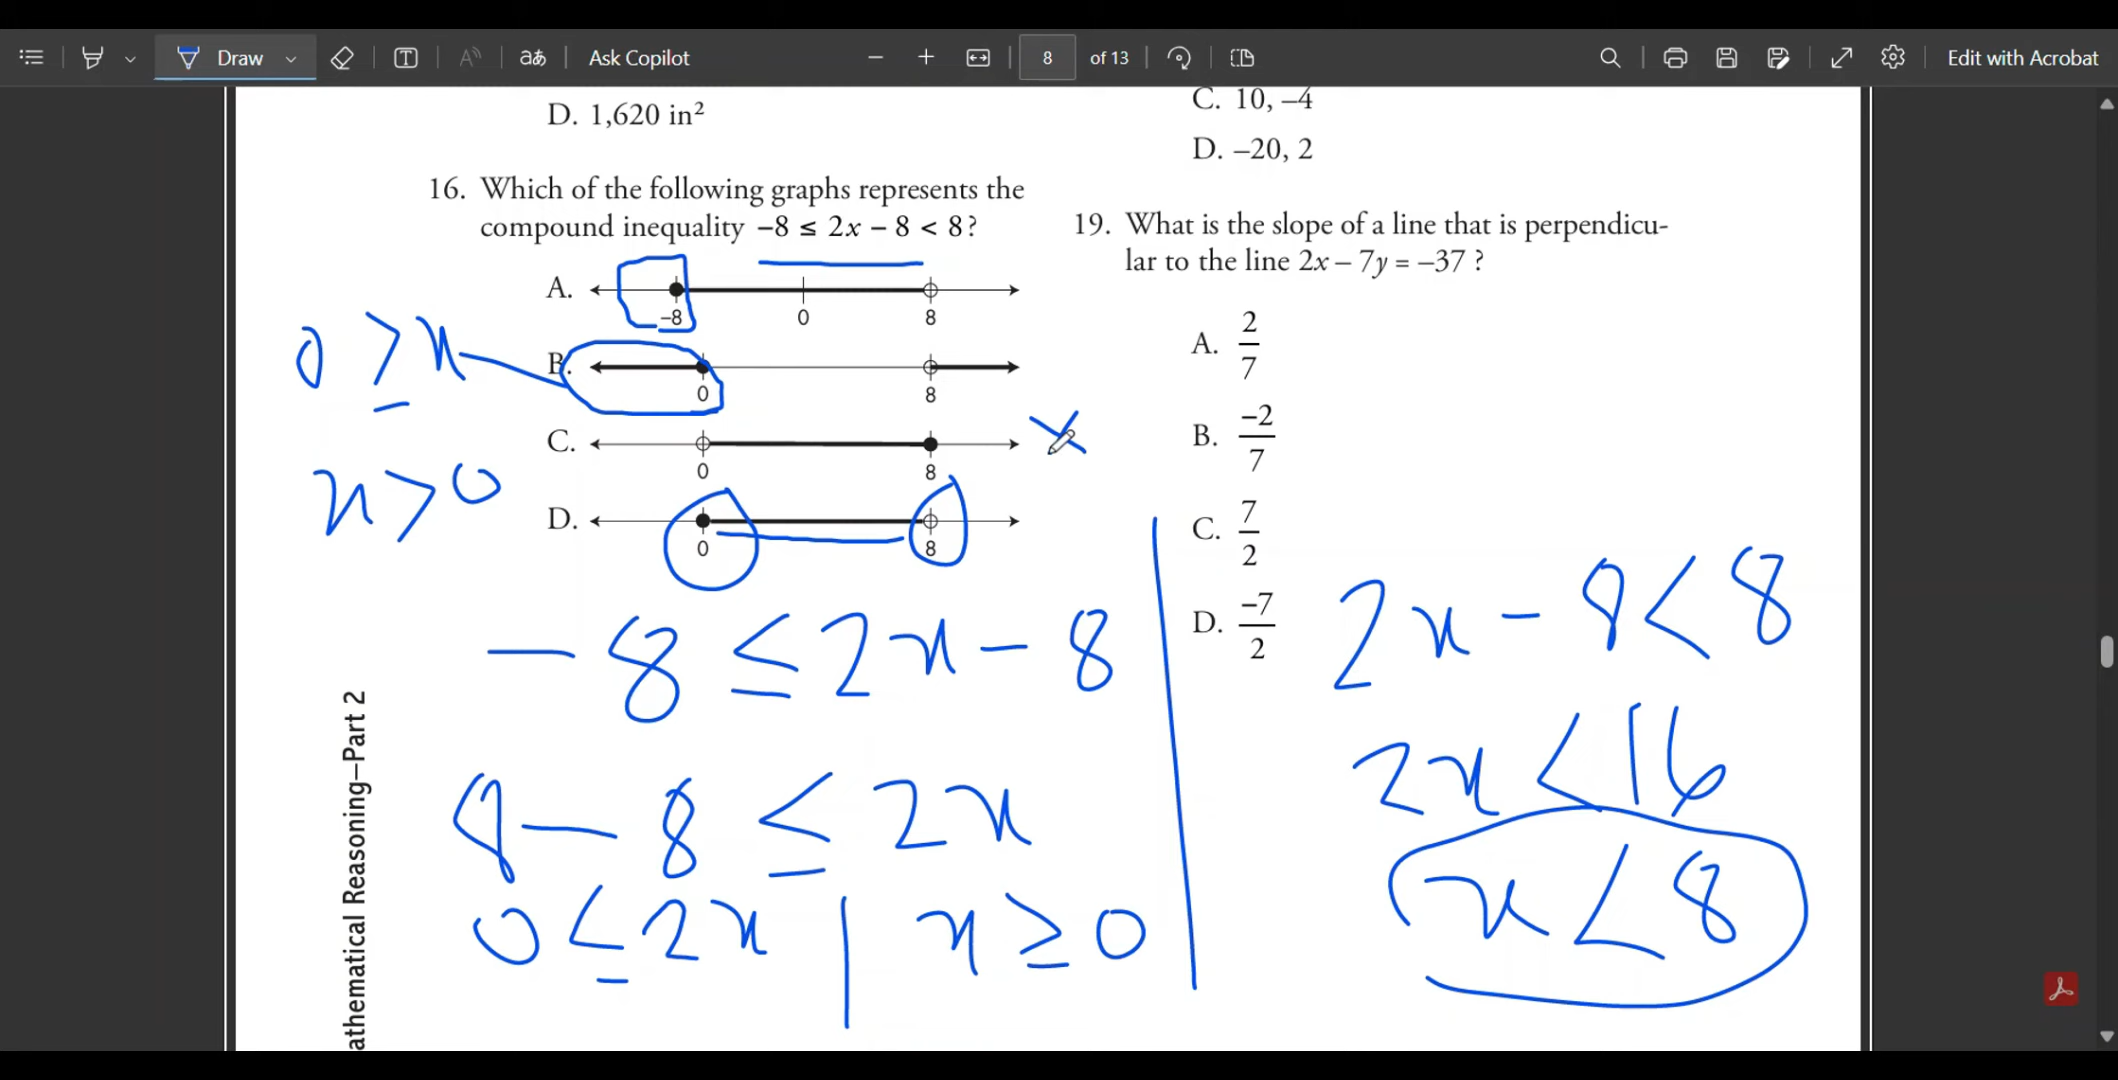 Draw
aあ
Ask Copilot
8 of 13
Edit with Acrobat
D. 1,620 in²
16. Which of the following graphs represents the
compound inequality –8 ≤ 2x – 8 < 8?
A.
–8 0 8
B.
0 8
C.
0 8
D.
0 8
0 ≥ x
x > 0
– 8 ≤ 2x – 8
8 – 8 ≤ 2x
0 ≤ 2x | x ≥ 0
athematical Reasoning–Part 2
C. 10, –4
D. –20, 2
19. What is the slope of a line that is perpendicu-
lar to the line 2x – 7y = –37 ?
A. 2/7
B. –2/7
C. 7/2
D. –7/2
2x – 8 < 8
2x < 16
x < 8